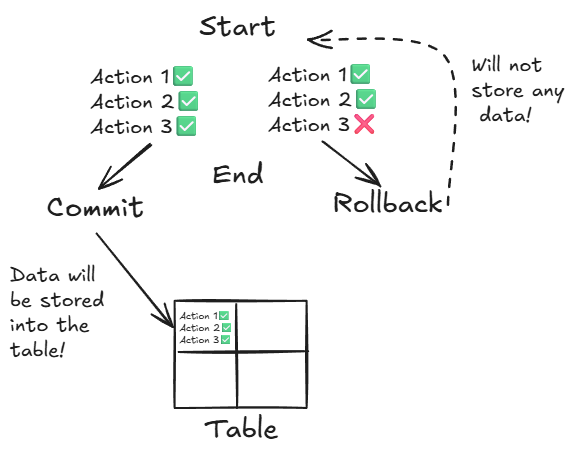 Start
Action 1✅
Action 2✅
Action 3✅
Action 1✅
Action 2✅
Action 3❌
Will not
store any
data!
End
Commit
Rollback
Data will
be stored
into the
table!
Action 1✅
Action 2✅
Action 3✅
Table